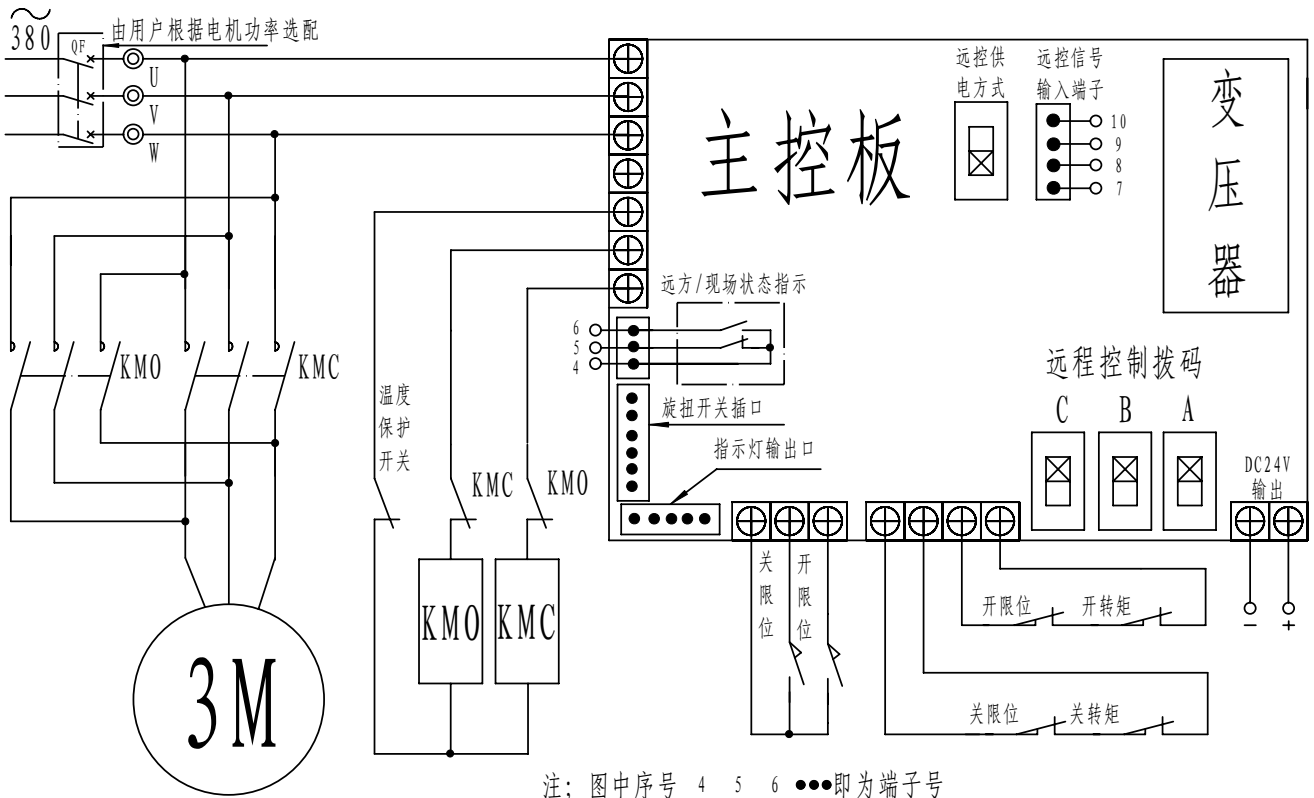 380
QF
由用户根据电机功率选配
U
V
W
主控板
远控供
电方式
远控信号
输入端子
10
9
8
7
变
压
器
远方/现场状态指示
6
5
4
KMO
KMC
温度
保护
开关
旋扭开关插口
指示灯输出口
远程控制拨码
C B A
KMC
KMO
DC24V
输出
关限位
开限位
KMO
KMC
开限位 开转矩
- +
关限位 关转矩
3M
注; 图中序号 4 5 6 •••即为端子号